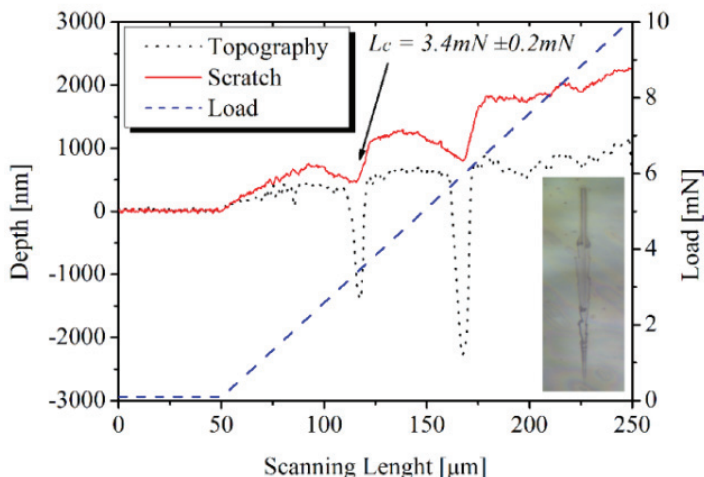 3000
2000
1000
0
-1000
-2000
-3000
Depth [nm]
Topography
Scratch
Load
Lc = 3.4mN ±0.2mN
10
8
6
4
2
0
Load [mN]
0 50 100 150 200 250
Scanning Lenght [μm]